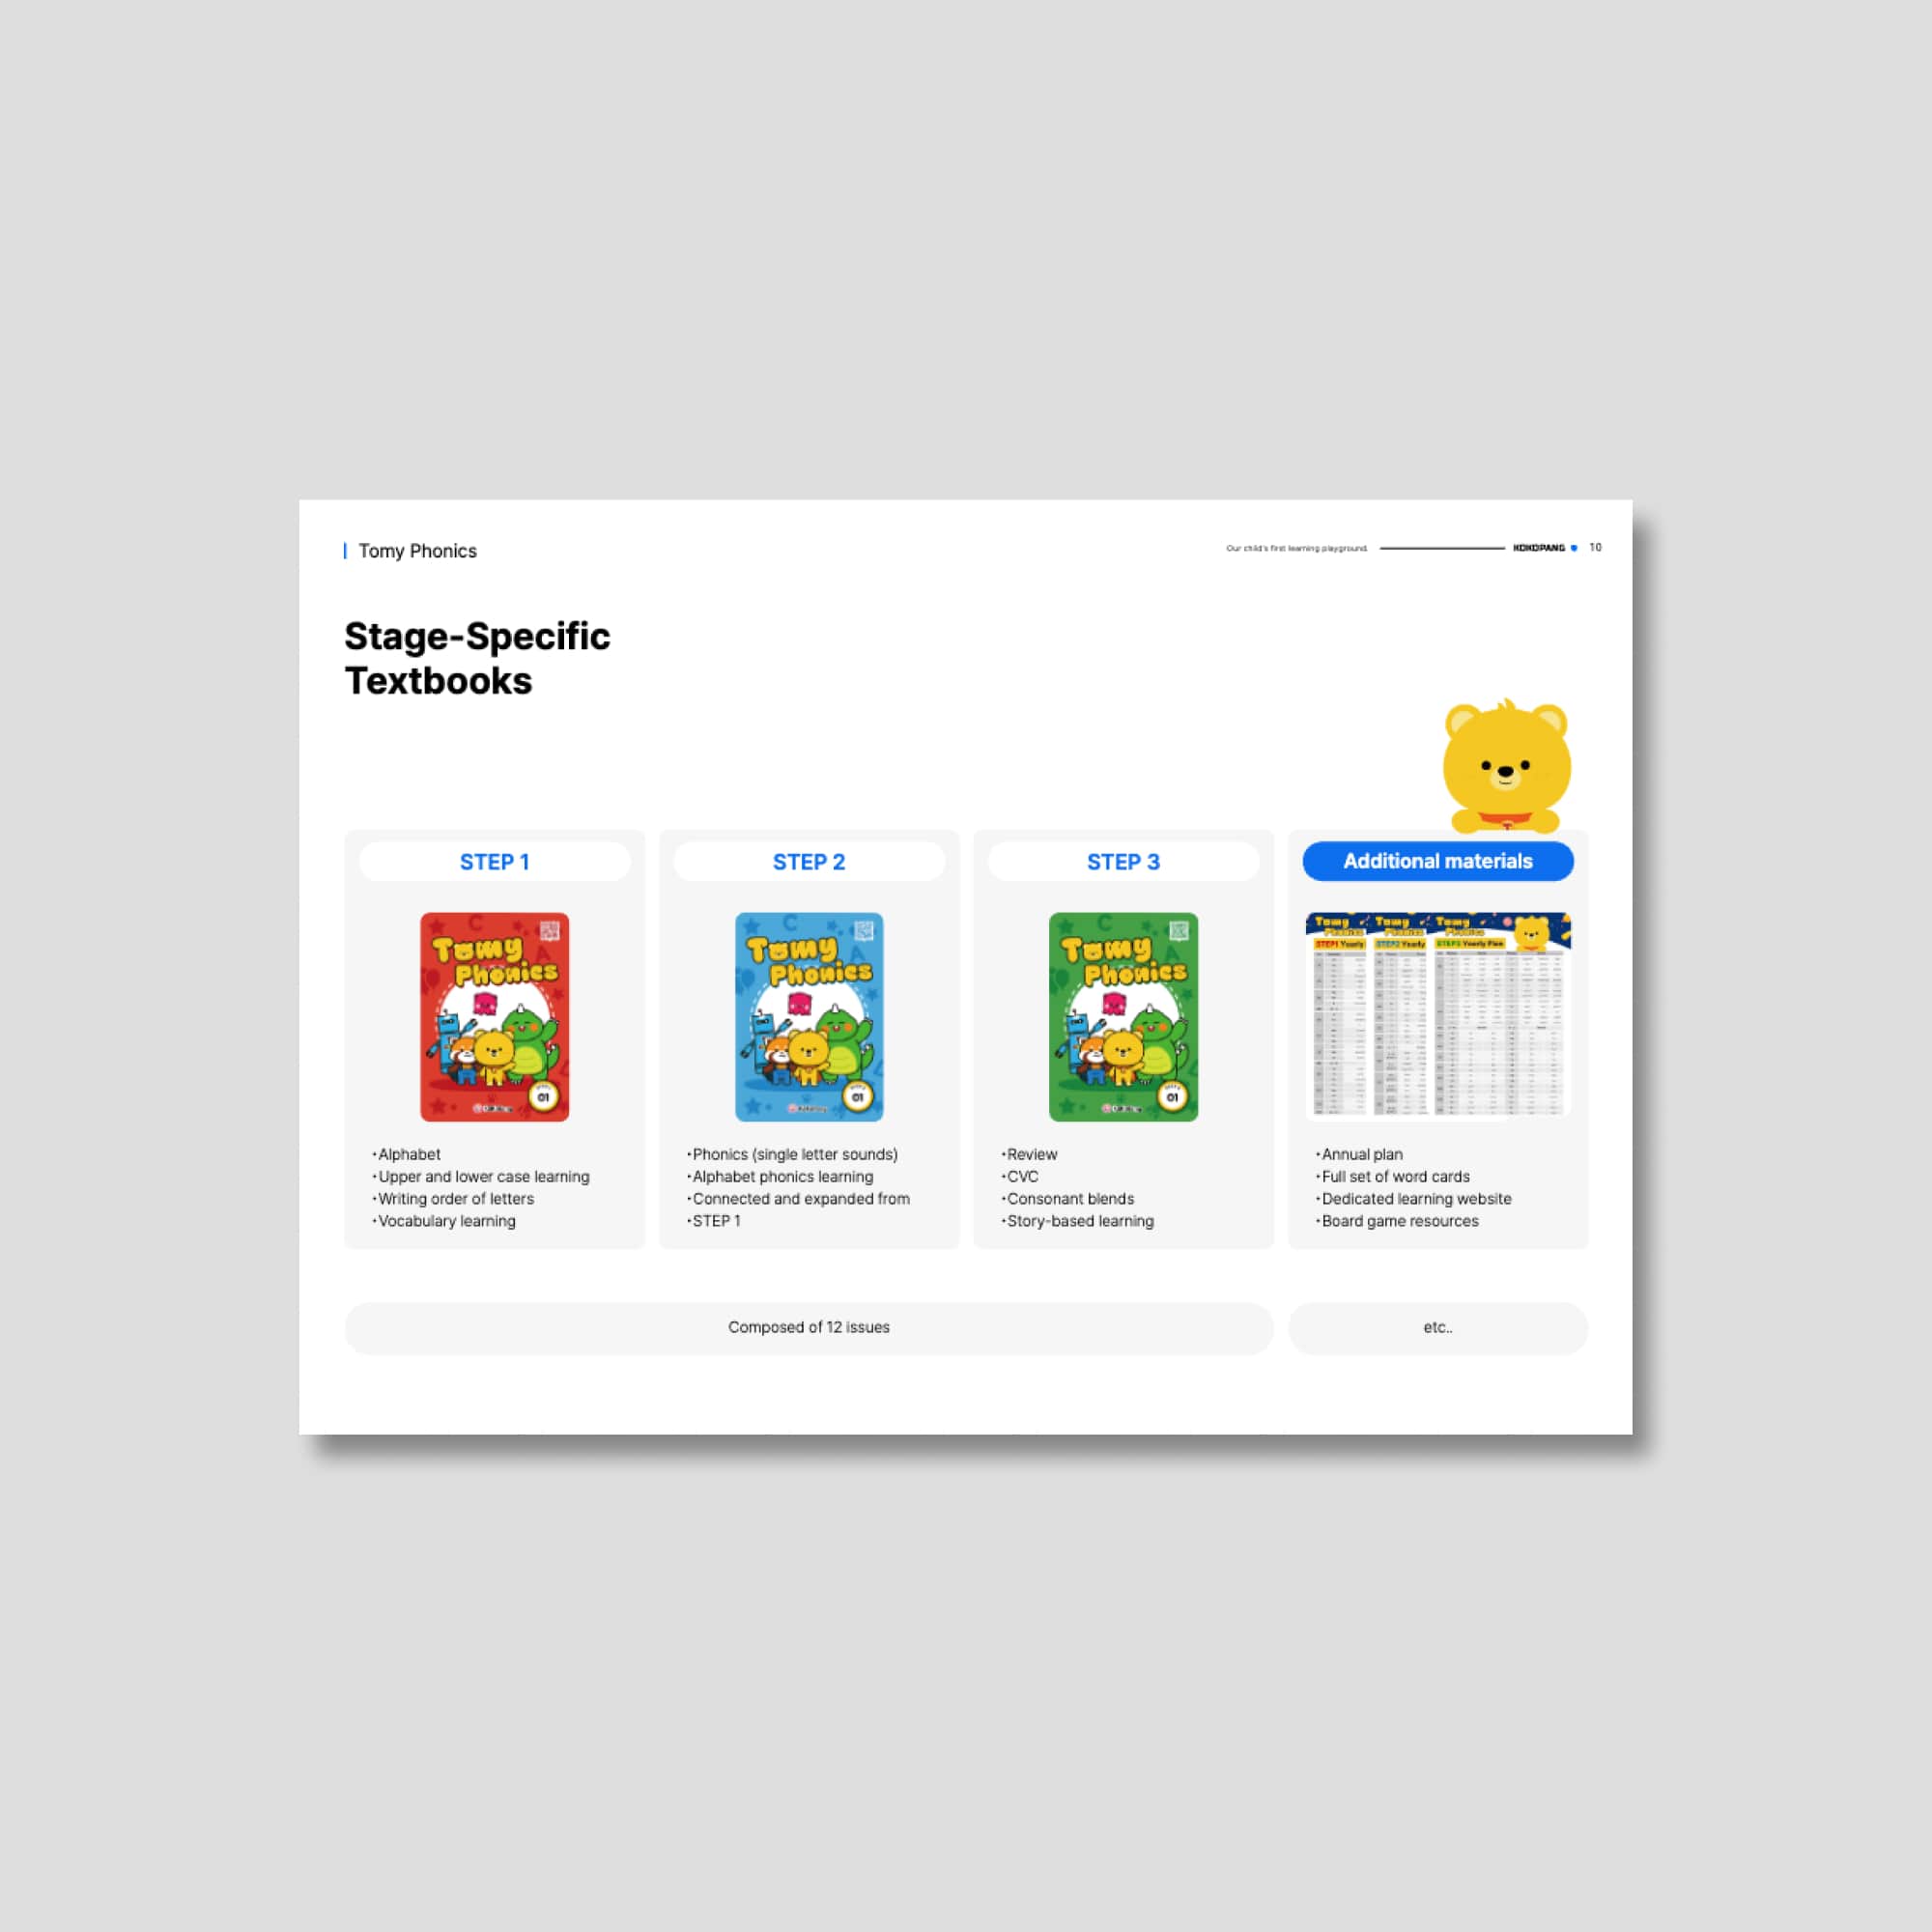 Tomy Phonics
Our child's first learning playground.
KOKOPANG
10
Stage-Specific
Textbooks
STEP 1
Tomy
Phonics
01
•Alphabet
•Upper and lower case learning
•Writing order of letters
•Vocabulary learning
STEP 2
Tomy
Phonics
01
•Phonics (single letter sounds)
•Alphabet phonics learning
•Connected and expanded from
•STEP 1
STEP 3
Tomy
Phonics
01
•Review
•CVC
•Consonant blends
•Story-based learning
Additional materials
Tomy
Phonics
STEP1 Yearly
Tomy
Phonics
STEP2 Yearly
Tomy
Phonics
STEP3 Yearly Plan
•Annual plan
•Full set of word cards
•Dedicated learning website
•Board game resources
Composed of 12 issues
etc..